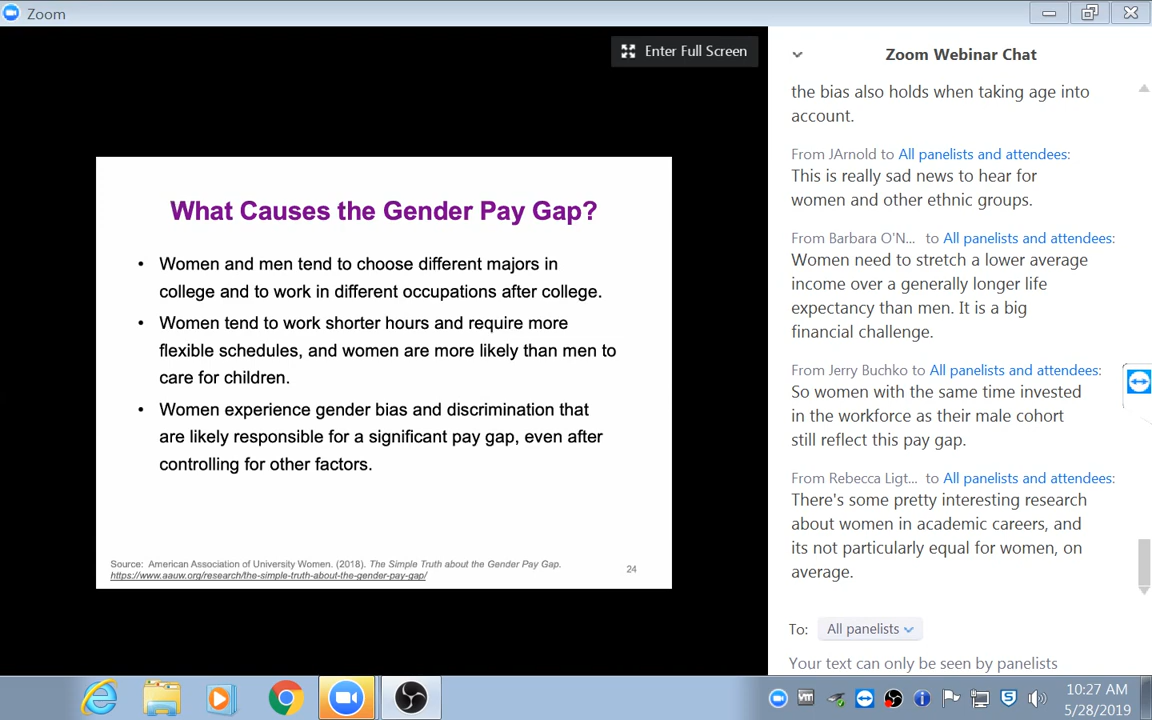 Zoom
Enter Full Screen
What Causes the Gender Pay Gap?
• Women and men tend to choose different majors in
college and to work in different occupations after college.
• Women tend to work shorter hours and require more
flexible schedules, and women are more likely than men to
care for children.
• Women experience gender bias and discrimination that
are likely responsible for a significant pay gap, even after
controlling for other factors.
Source: American Association of University Women. (2018). The Simple Truth about the Gender Pay Gap.
https://www.aauw.org/research/the-simple-truth-about-the-gender-pay-gap/
24
Zoom Webinar Chat
the bias also holds when taking age into
account.
From JArnold to All panelists and attendees:
This is really sad news to hear for
women and other ethnic groups.
From Barbara O'N... to All panelists and attendees:
Women need to stretch a lower average
income over a generally longer life
expectancy than men. It is a big
financial challenge.
From Jerry Buchko to All panelists and attendees:
So women with the same time invested
in the workforce as their male cohort
still reflect this pay gap.
From Rebecca Ligt... to All panelists and attendees:
There's some pretty interesting research
about women in academic careers, and
its not particularly equal for women, on
average.
To: All panelists
Your text can only be seen by panelists
10:27 AM
5/28/2019